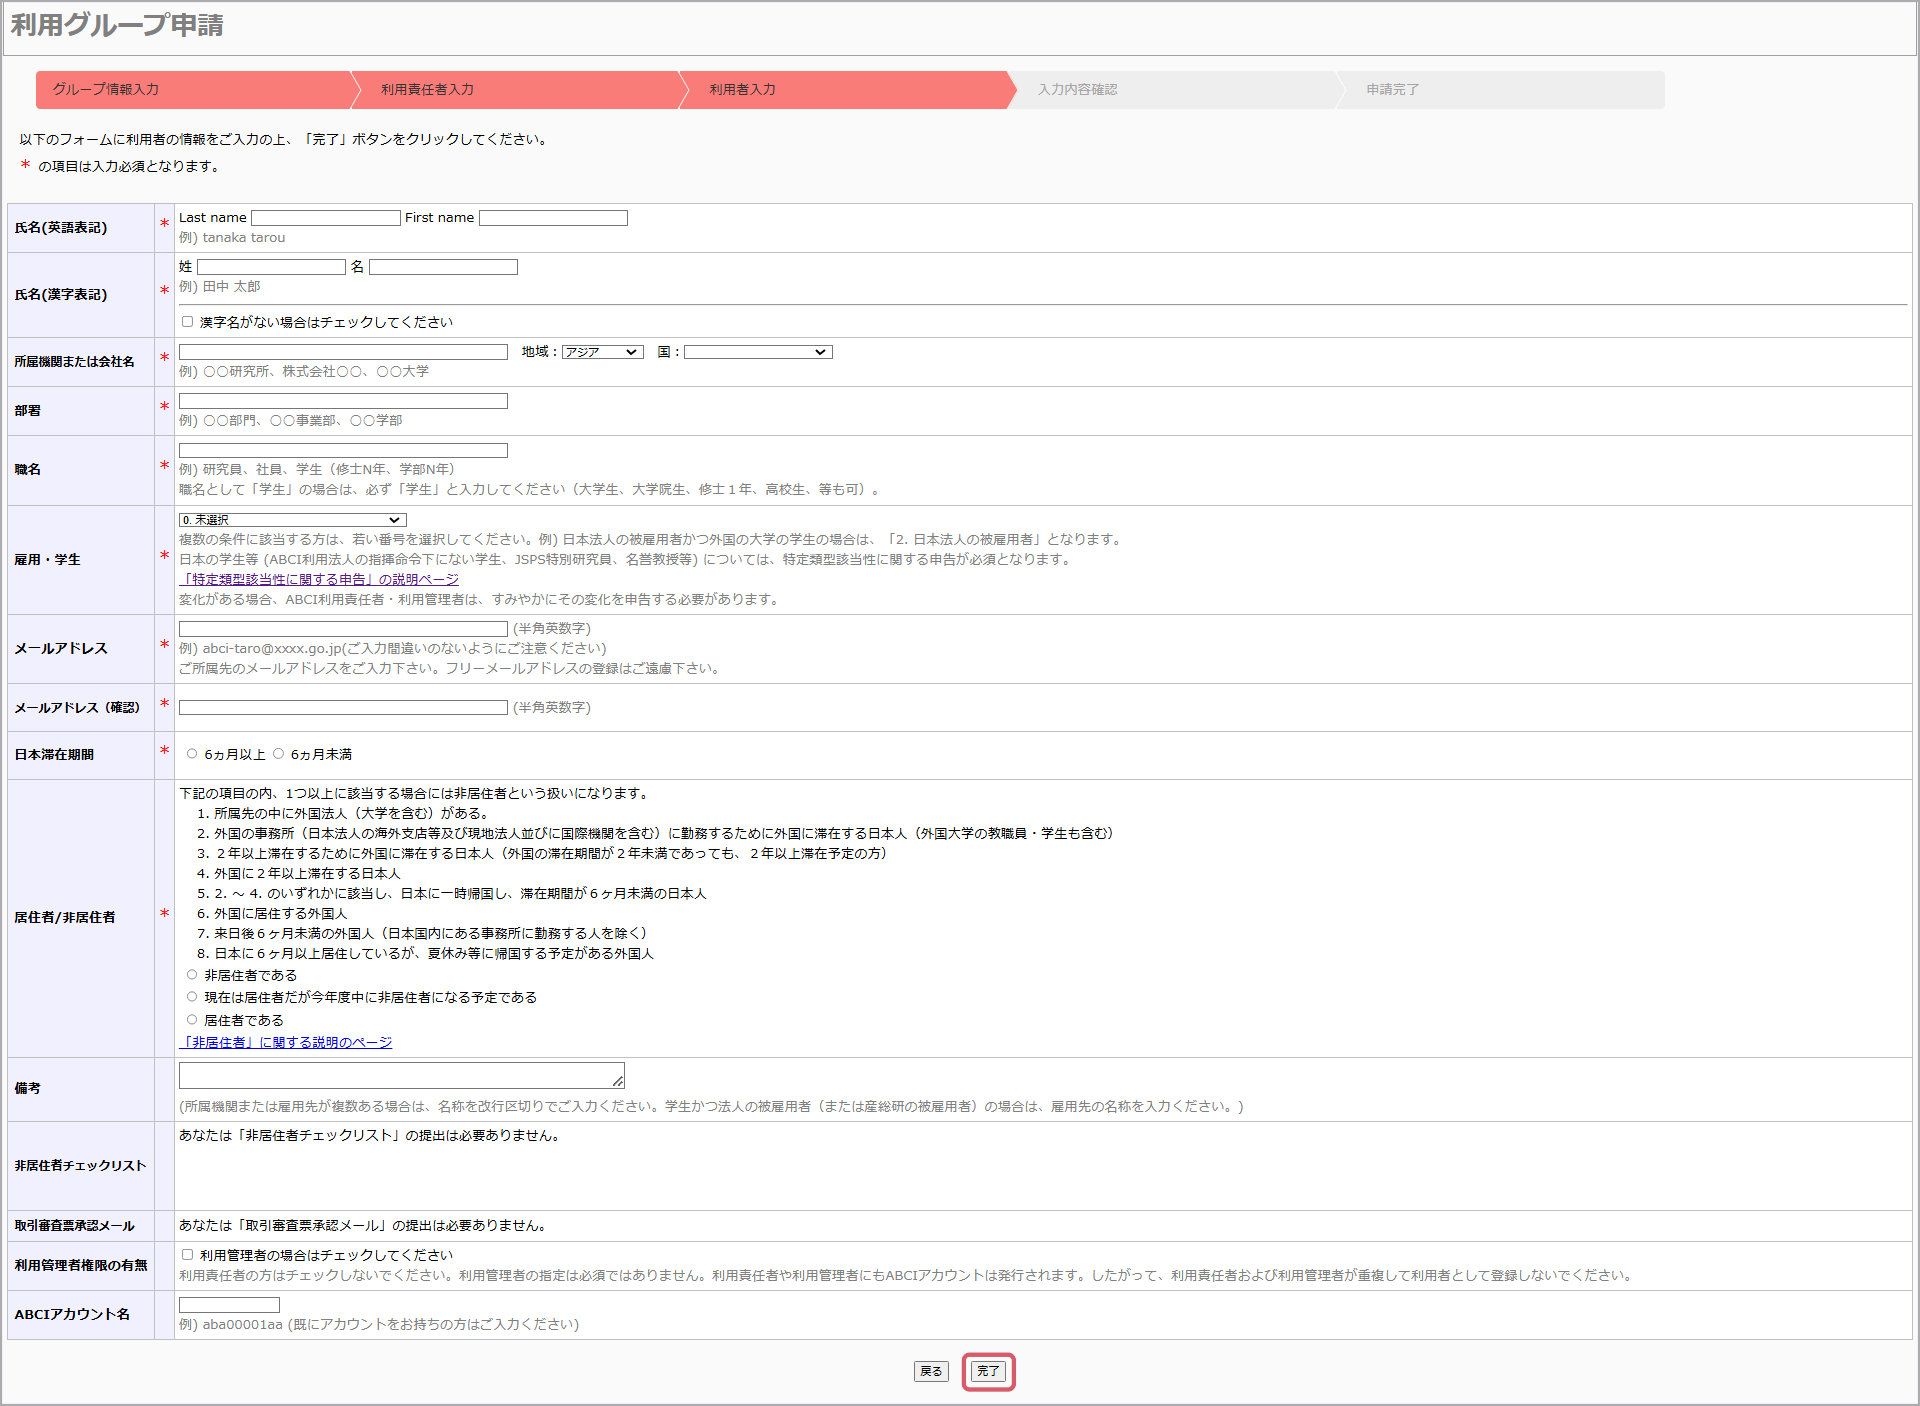 利用グループ申請
グループ情報入力
利用責任者入力
利用者入力
入力内容確認
申請完了
以下のフォームに利用者の情報をご入力の上、「完了」ボタンをクリックしてください。
* の項目は入力必須となります。
氏名(英語表記) * Last name First name
例) tanaka tarou
氏名(漢字表記) * 姓 名
例) 田中 太郎
漢字名がない場合はチェックしてください
所属機関または会社名 * 地域：アジア 国：
例) ○○研究所、株式会社○○、○○大学
部署 *
例) ○○部門、○○事業部、○○学部
職名 *
例) 研究員、社員、学生（修士N年、学部N年）
職名として「学生」の場合は、必ず「学生」と入力してください（大学生、大学院生、修士１年、高校生、等も可）。
雇用・学生 * 0. 未選択
複数の条件に該当する方は、若い番号を選択してください。例) 日本法人の被雇用者かつ外国の大学の学生の場合は、「2. 日本法人の被雇用者」となります。
日本の学生等 (ABCI利用法人の指揮命令下にない学生、JSPS特別研究員、名誉教授等) については、特定類型該当性に関する申告が必須となります。
「特定類型該当性に関する申告」の説明ページ
変化がある場合、ABCI利用責任者・利用管理者は、すみやかにその変化を申告する必要があります。
メールアドレス * (半角英数字)
例) abci-taro@xxxx.go.jp(ご入力間違いのないようにご注意ください)
ご所属先のメールアドレスをご入力下さい。フリーメールアドレスの登録はご遠慮下さい。
メールアドレス（確認） * (半角英数字)
日本滞在期間 * 6ヵ月以上 6ヵ月未満
居住者/非居住者 *
下記の項目の内、1つ以上に該当する場合には非居住者という扱いになります。
1. 所属先の中に外国法人（大学を含む）がある。
2. 外国の事務所（日本法人の海外支店等及び現地法人並びに国際機関を含む）に勤務するために外国に滞在する日本人（外国大学の教職員・学生も含む）
3. ２年以上滞在するために外国に滞在する日本人（外国の滞在期間が２年未満であっても、２年以上滞在予定の方）
4. 外国に２年以上滞在する日本人
5. 2. ～ 4. のいずれかに該当し、日本に一時帰国し、滞在期間が６ヶ月未満の日本人
6. 外国に居住する外国人
7. 来日後６ヶ月未満の外国人（日本国内にある事務所に勤務する人を除く）
8. 日本に６ヶ月以上居住しているが、夏休み等に帰国する予定がある外国人
非居住者である
現在は居住者だが今年度中に非居住者になる予定である
居住者である
「非居住者」に関する説明のページ
備考
(所属機関または雇用先が複数ある場合は、名称を改行区切りでご入力ください。学生かつ法人の被雇用者（または産総研の被雇用者）の場合は、雇用先の名称を入力ください。)
非居住者チェックリスト あなたは「非居住者チェックリスト」の提出は必要ありません。
取引審査票承認メール あなたは「取引審査票承認メール」の提出は必要ありません。
利用管理者権限の有無 利用管理者の場合はチェックしてください
利用責任者の方はチェックしないでください。利用管理者の指定は必須ではありません。利用責任者や利用管理者にもABCIアカウントは発行されます。したがって、利用責任者および利用管理者が重複して利用者として登録しないでください。
ABCIアカウント名
例) aba00001aa (既にアカウントをお持ちの方はご入力ください)
戻る 完了